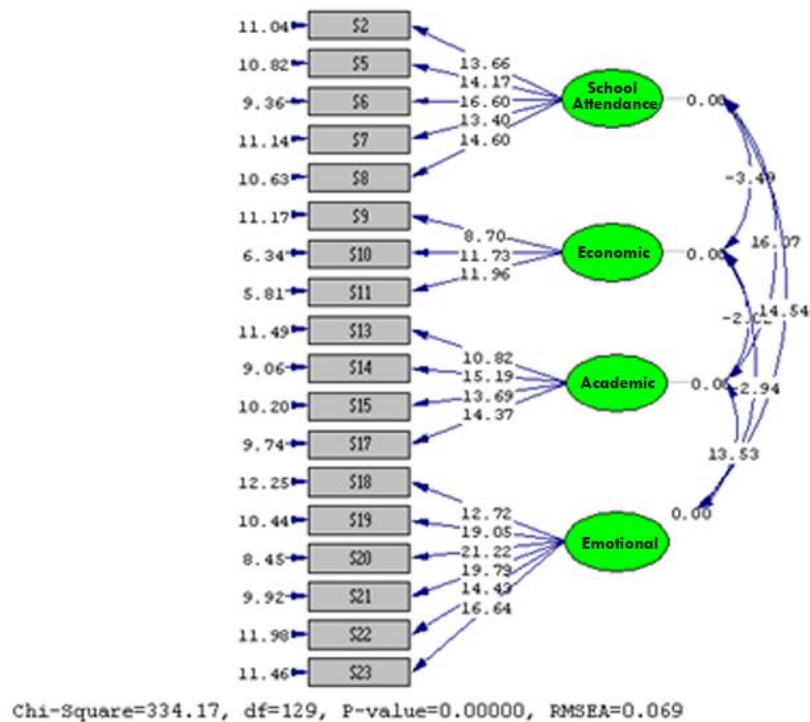 11.04 S2
13.66
10.82 S5
14.17
School
Attendance
9.36 S6
16.60
0.00
13.40
11.14 S7
14.60
10.63 S8
-3.49
11.17 S9
8.70
16.07
6.34 S10
11.73
Economic
0.00
11.96
5.81 S11
14.54
11.49 S13
10.82
9.06 S14
15.19
Academic
0.00
-2.94
13.69
10.20 S15
14.37
9.74 S17
13.53
12.25 S18
12.72
0.00
10.44 S19
19.05
Emotional
21.22
8.45 S20
19.79
9.92 S21
14.43
11.98 S22
16.64
11.46 S23
Chi-Square=334.17, df=129, P-value=0.00000, RMSEA=0.069